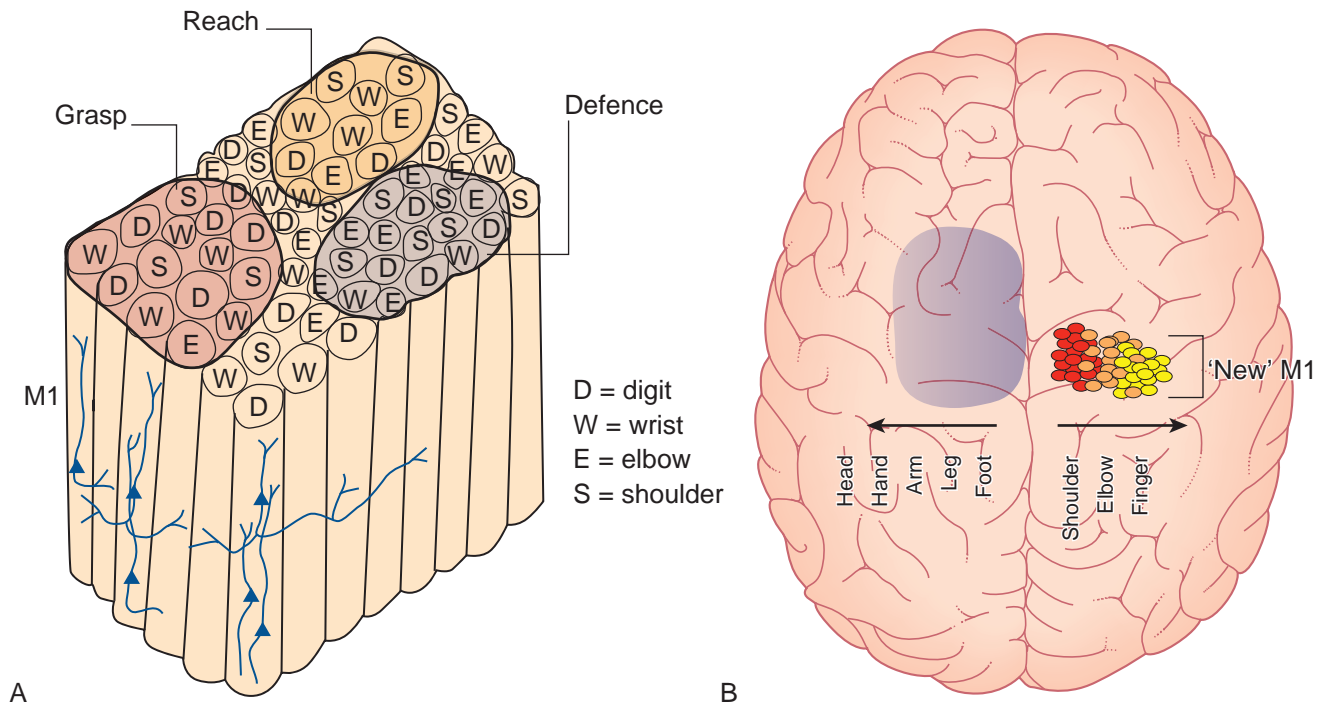 Reach
Grasp
Defence
S S
W
W W E
D E D
S E
D E W
S
E
D S
E D W W S
D E
W
S
D D D
W W
W S S
D D
W W
E
E
S D S E
E E S S D
S D D W
E W E
D E D
S
W W
D
M1
D = digit
W = wrist
E = elbow
S = shoulder
A
'New' M1
Head
Hand
Arm
Leg
Foot
Shoulder
Elbow
Finger
B